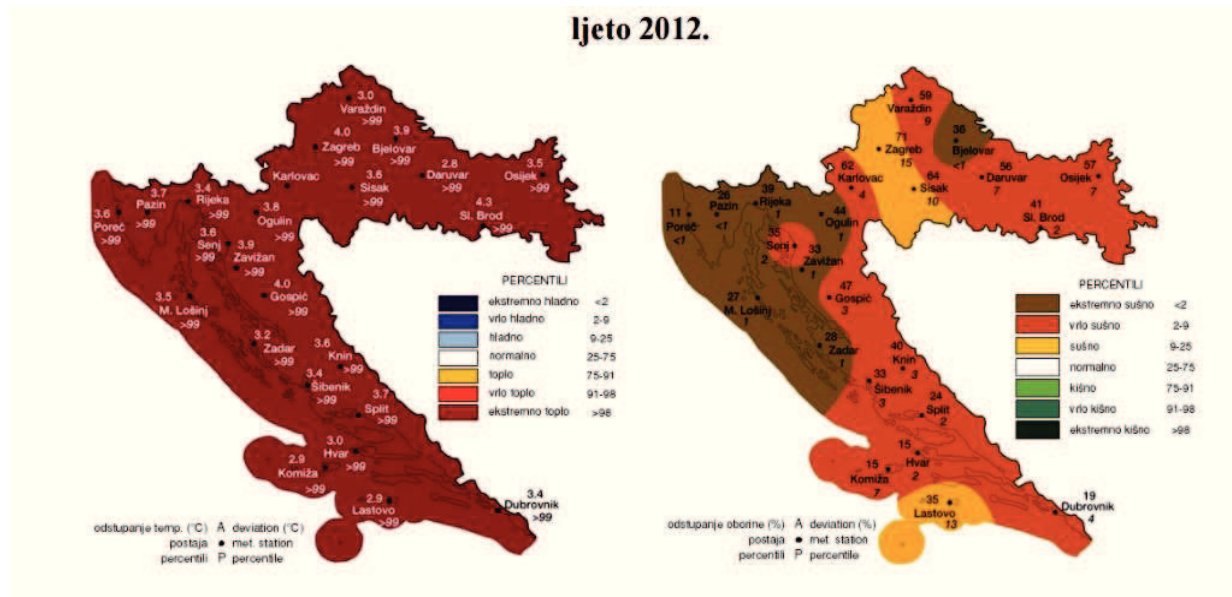 ljeto 2012.
3.0
Varaždin
>99
4.0
Zagreb
>99
3.9
Bjelovar
>99
2.8
Daruvar
>99
3.5
Osijek
>99
Karlovac
3.6
Sisak
>99
4.3
Sl. Brod
>99
3.6
Poreč
>99
3.7
Pazin
>99
3.4
Rijeka
>99
3.8
Ogulin
>99
3.6
Senj
>99
3.9
Zavižan
>99
4.0
Gospić
>99
3.5
M. Lošinj
>99
3.2
Zadar
>99
3.6
Knin
>99
3.4
Šibenik
>99
3.7
Split
>99
3.0
Hvar
>99
2.9
Komiža
>99
2.9
Lastovo
>99
3.4
Dubrovnik
>99
PERCENTILI
ekstremno hladno <2
vrlo hladno 2-9
hladno 9-25
normalno 25-75
toplo 75-91
vrlo toplo 91-98
ekstremno toplo >98
odstupanje temp. (°C) A deviation (°C)
postaja met. station
percentili P percentile
59
Varaždin
9
71
Zagreb
15
36
Bjelovar
<1
56
Daruvar
7
57
Osijek
7
62
Karlovac
4
64
Sisak
10
41
Sl. Brod
2
11
Poreč
<1
26
Pazin
<1
39
Rijeka
1
44
Ogulin
1
35
Senj
2
33
Zavižan
1
47
Gospić
3
27
M. Lošinj
1
28
Zadar
1
40
Knin
3
33
Šibenik
3
24
Split
2
15
Hvar
2
15
Komiža
7
35
Lastovo
13
19
Dubrovnik
4
PERCENTILI
ekstremno sušno <2
vrlo sušno 2-9
sušno 9-25
normalno 25-75
kišno 75-91
vrlo kišno 91-98
ekstremno kišno >98
odstupanje oborine (%) A deviation (%)
postaja met. station
percentili P percentile